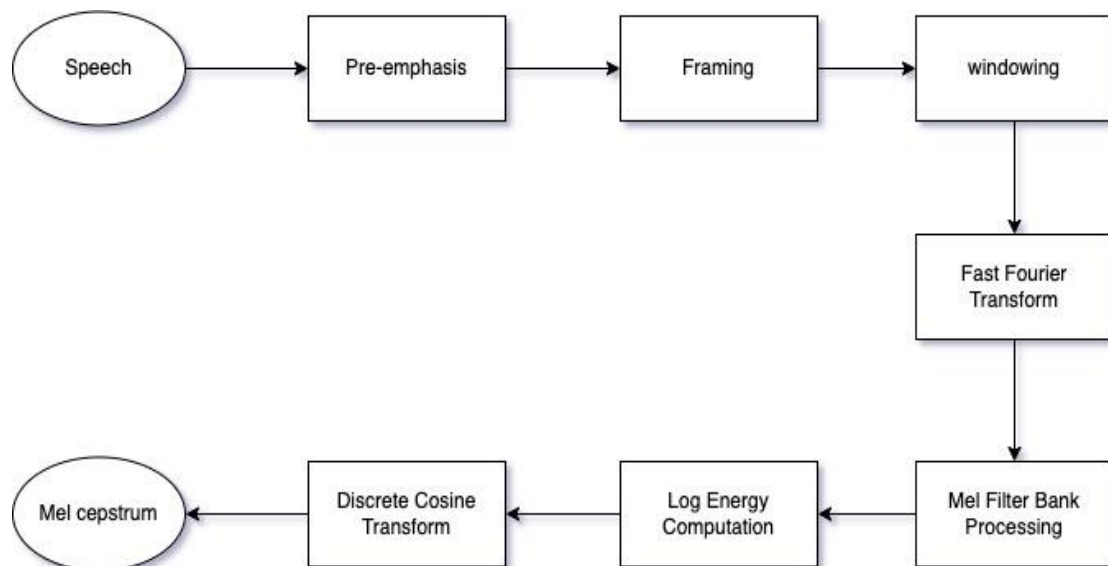 Speech
Pre-emphasis
Framing
windowing
Fast Fourier
Transform
Mel Filter Bank
Processing
Log Energy
Computation
Discrete Cosine
Transform
Mel cepstrum